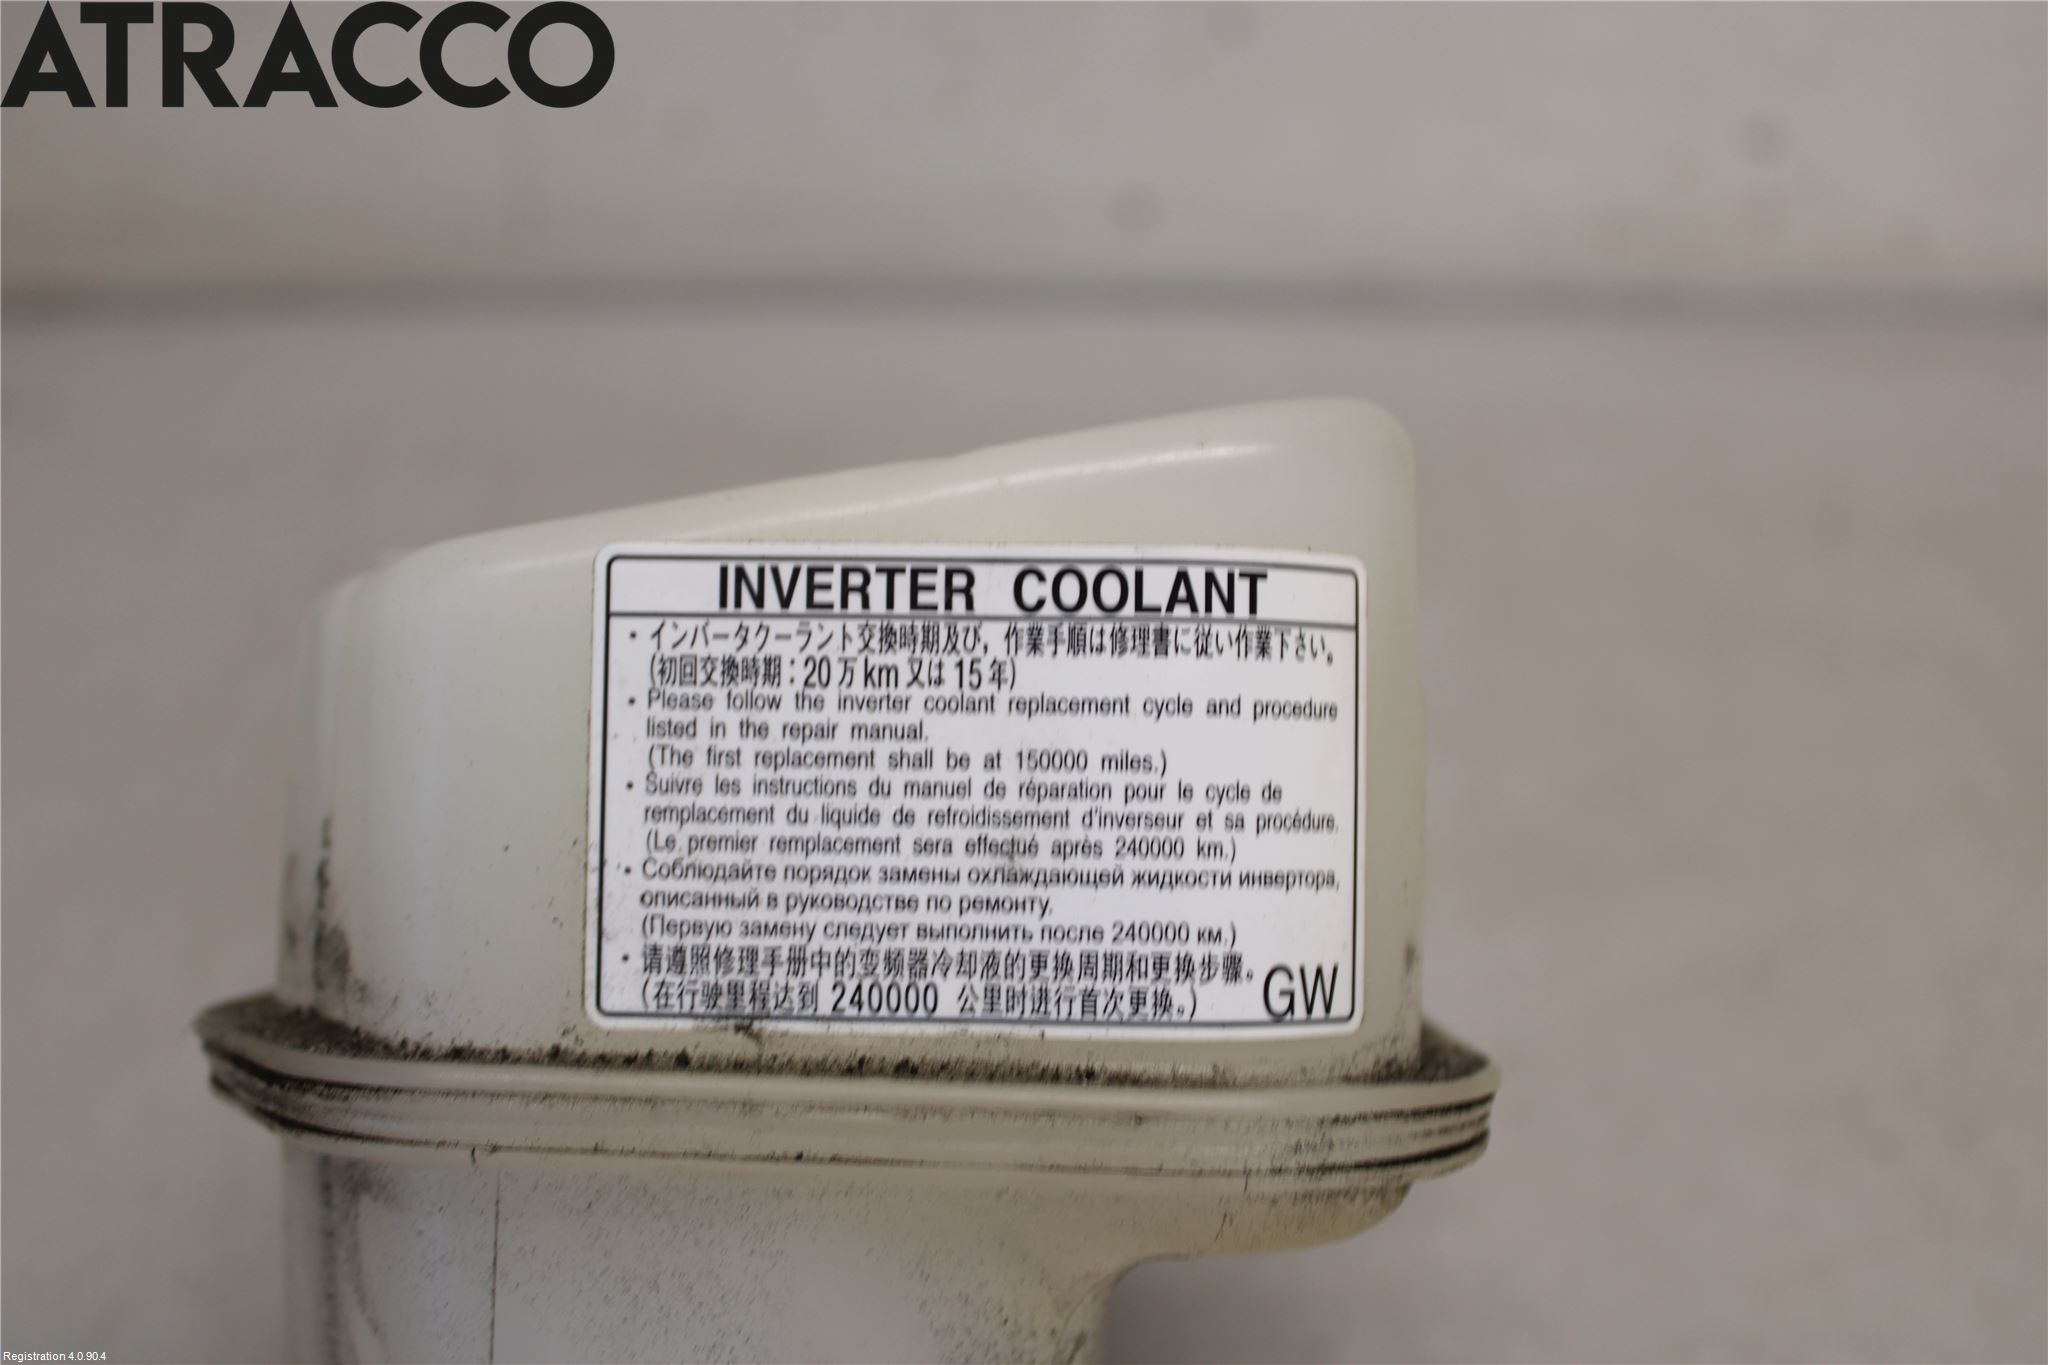 ATRACCO
INVERTER COOLANT
・インバータクーラント交換時期及び，作業手順は修理書に従い作業下さい。
(初回交換時期：20万km又は15年)
• Please follow the inverter coolant replacement cycle and procedure
listed in the repair manual.
(The first replacement shall be at 150000 miles.)
• Suivre les instructions du manuel de réparation pour le cycle de
remplacement du liquide de refroidissement d'inverseur et sa procédure.
(Le premier remplacement sera effectué après 240000 km.)
• Соблюдайте порядок замены охлаждающей жидкости инвертора,
описанный в руководстве по ремонту.
(Первую замену следует выполнить после 240000 км.)
• 请遵照修理手册中的变频器冷却液的更换周期和更换步骤。
(在行驶里程达到 240000 公里时进行首次更换。)
GW
Registration 4.0.90.4